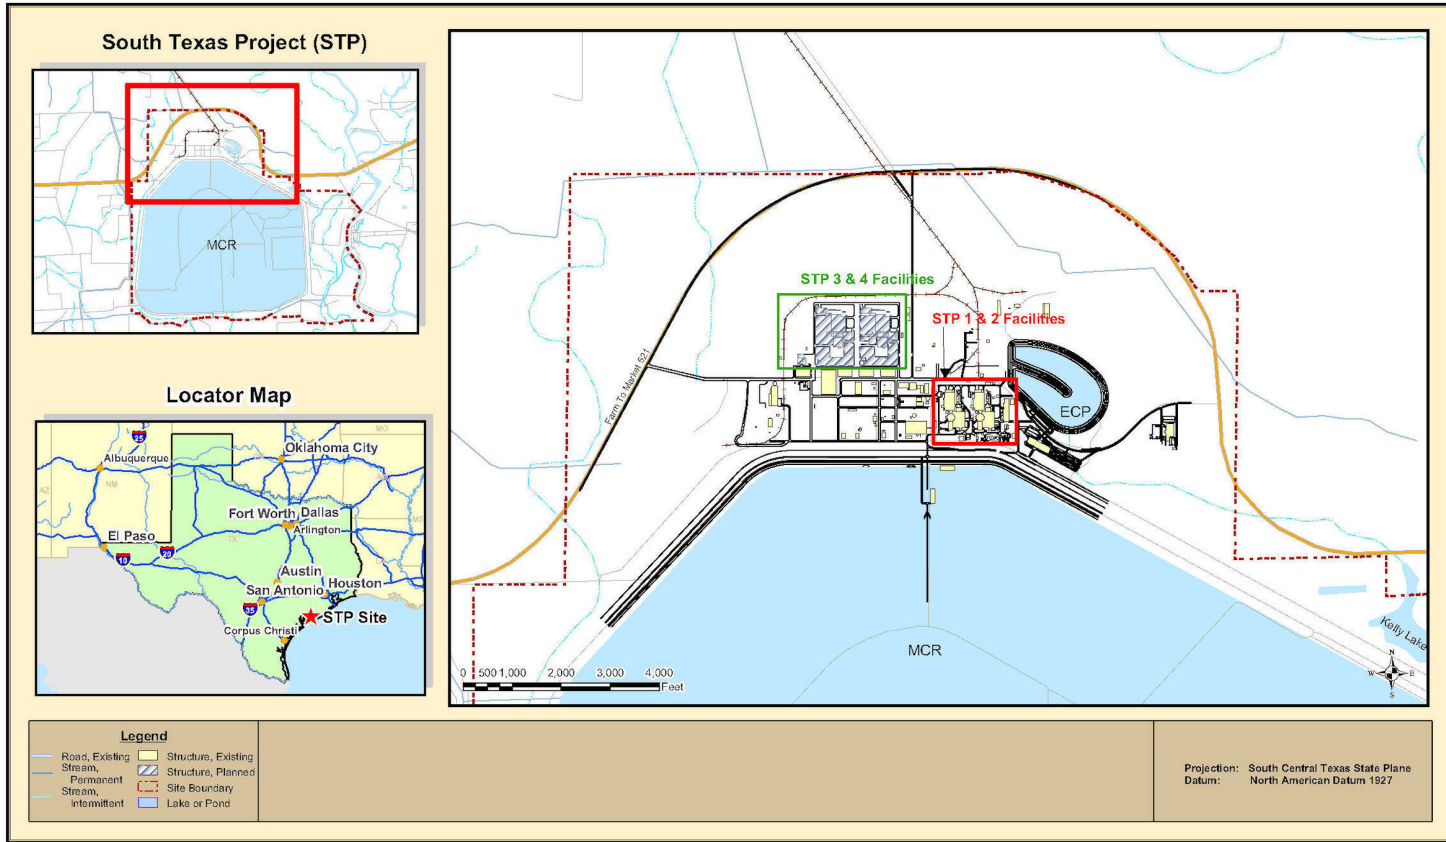 South Texas Project (STP)
MCR
Locator Map
25
Albuquerque
Oklahoma City
MO
AZ
NM
Fort Worth
Dallas
Arlington
TX
El Paso
10
20
Austin
San Antonio
Houston
35
STP Site
Corpus Christi
STP 3 & 4 Facilities
STP 1 & 2 Facilities
Farm To Market 521
ECP
MCR
Kelly Lake
0 500 1,000 2,000 3,000 4,000
Feet
N
W E
S
Legend
Road, Existing
Stream,
Permanent
Stream,
Intermittent
Structure, Existing
Structure, Planned
Site Boundary
Lake or Pond
Projection: South Central Texas State Plane
Datum: North American Datum 1927